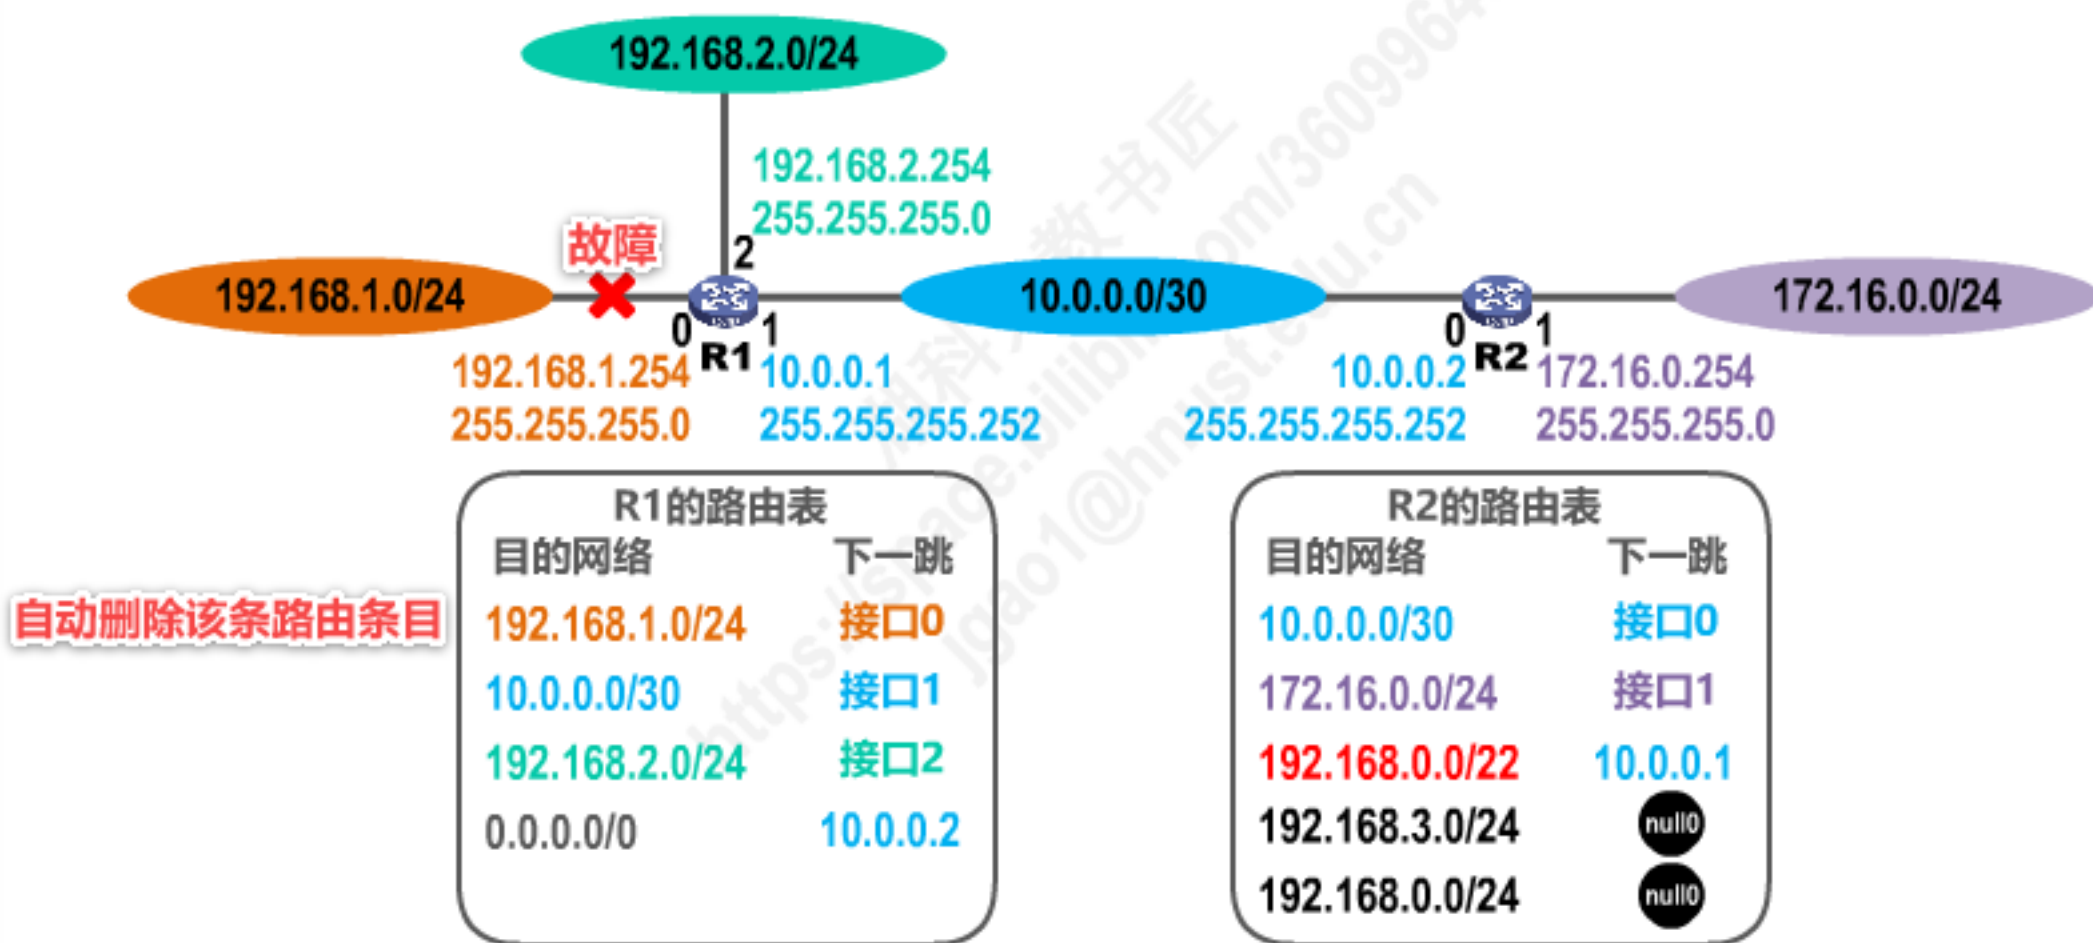 192.168.2.0/24
192.168.2.254
255.255.255.0
故障
2
192.168.1.0/24
10.0.0.0/30
172.16.0.0/24
0
R1
1
0
R2
1
192.168.1.254
255.255.255.0
10.0.0.1
255.255.255.252
10.0.0.2
255.255.255.252
172.16.0.254
255.255.255.0
R1的路由表
目的网络 下一跳
自动删除该条路由条目
192.168.1.0/24 接口0
10.0.0.0/30 接口1
192.168.2.0/24 接口2
0.0.0.0/0 10.0.0.2
R2的路由表
目的网络 下一跳
10.0.0.0/30 接口0
172.16.0.0/24 接口1
192.168.0.0/22 10.0.0.1
192.168.3.0/24 null0
192.168.0.0/24 null0
教书匠
jgao1@hnust.edu.cn